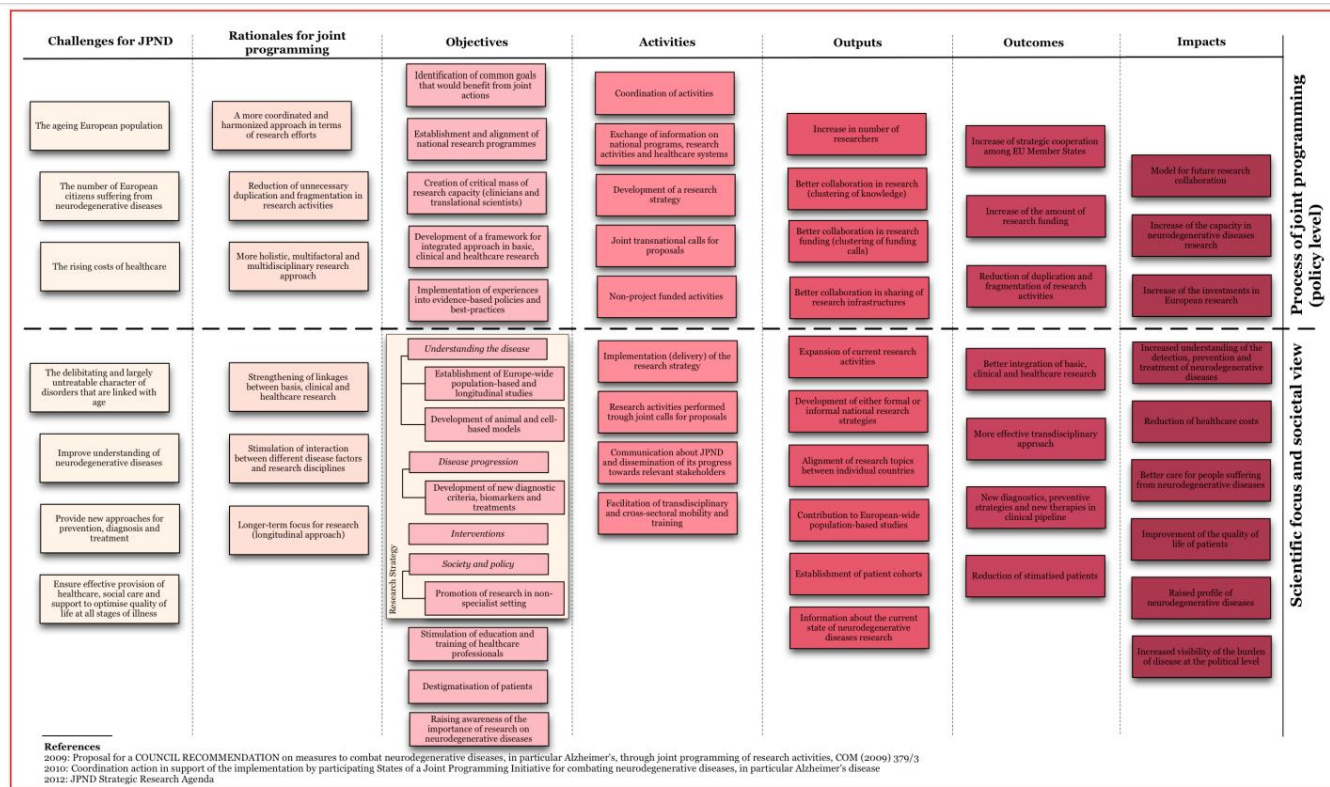 Challenges for JPND
Rationales for joint
programming
Objectives
Activities
Outputs
Outcomes
Impacts
The ageing European population
The number of European
citizens suffering from
neurodegenerative diseases
The rising costs of healthcare
A more coordinated and
harmonized approach in terms
of research efforts
Reduction of unnecessary
duplication and fragmentation in
research activities
More holistic, multifactoral and
multidisciplinary research
approach
Identification of common goals
that would benefit from joint
actions
Establishment and alignment of
national research programmes
Creation of critical mass of
research capacity (clinicians and
translational scientists)
Development of a framework for
integrated approach in basic,
clinical and healthcare research
Implementation of experiences
into evidence-based policies and
best-practices
Coordination of activities
Exchange of information on
national programs, research
activities and healthcare systems
Development of a research
strategy
Joint transnational calls for
proposals
Non-project funded activities
Increase in number of
researchers
Better collaboration in research
(clustering of knowledge)
Better collaboration in research
funding (clustering of funding
calls)
Better collaboration in sharing of
research infrastructures
Increase of strategic cooperation
among EU Member States
Increase of the amount of
research funding
Reduction of duplication and
fragmentation of research
activities
Model for future research
collaboration
Increase of the capacity in
neurodegenerative diseases
research
Increase of the investments in
European research
Process of joint programming
(policy level)
The delibitating and largely
untreatable character of
disorders that are linked with
age
Improve understanding of
neurodegenerative diseases
Provide new approaches for
prevention, diagnosis and
treatment
Ensure effective provision of
healthcare, social care and
support to optimise quality of
life at all stages of illness
Strengthening of linkages
between basis, clinical and
healthcare research
Stimulation of interaction
between different disease factors
and research disciplines
Longer-term focus for research
(longitudinal approach)
Research Strategy
Understanding the disease
Establishment of Europe-wide
population-based and
longitudinal studies
Development of animal and cell-
based models
Disease progression
Development of new diagnostic
criteria, biomarkers and
treatments
Interventions
Society and policy
Promotion of research in non-
specialist setting
Stimulation of education and
training of healthcare
professionals
Destigmatisation of patients
Raising awareness of the
importance of research on
neurodegenerative diseases
Implementation (delivery) of the
research strategy
Research activities performed
trough joint calls for proposals
Communication about JPND
and dissemination of its progress
towards relevant stakeholders
Facilitation of transdisciplinary
and cross-sectoral mobility and
training
Expansion of current research
activities
Development of either formal or
informal national research
strategies
Alignment of research topics
between individual countries
Contribution to European-wide
population-based studies
Establishment of patient cohorts
Information about the current
state of neurodegenerative
diseases research
Better integration of basic,
clinical and healthcare research
More effective transdisciplinary
approach
New diagnostics, preventive
strategies and new therapies in
clinical pipeline
Reduction of stimatised patients
Increased understanding of the
detection, prevention and
treatment of neurodegenerative
diseases
Reduction of healthcare costs
Better care for people suffering
from neurodegenerative diseases
Improvement of the quality of
life of patients
Raised profile of
neurodegenerative diseases
Increased visibility of the burden
of disease at the political level
Scientific focus and societal view
References
2009: Proposal for a COUNCIL RECOMMENDATION on measures to combat neurodegenerative diseases, in particular Alzheimer's, through joint programming of research activities, COM (2009) 379/3
2010: Coordination action in support of the implementation by participating States of a Joint Programming Initiative for combating neurodegenerative diseases, in particular Alzheimer's disease
2012: JPND Strategic Research Agenda